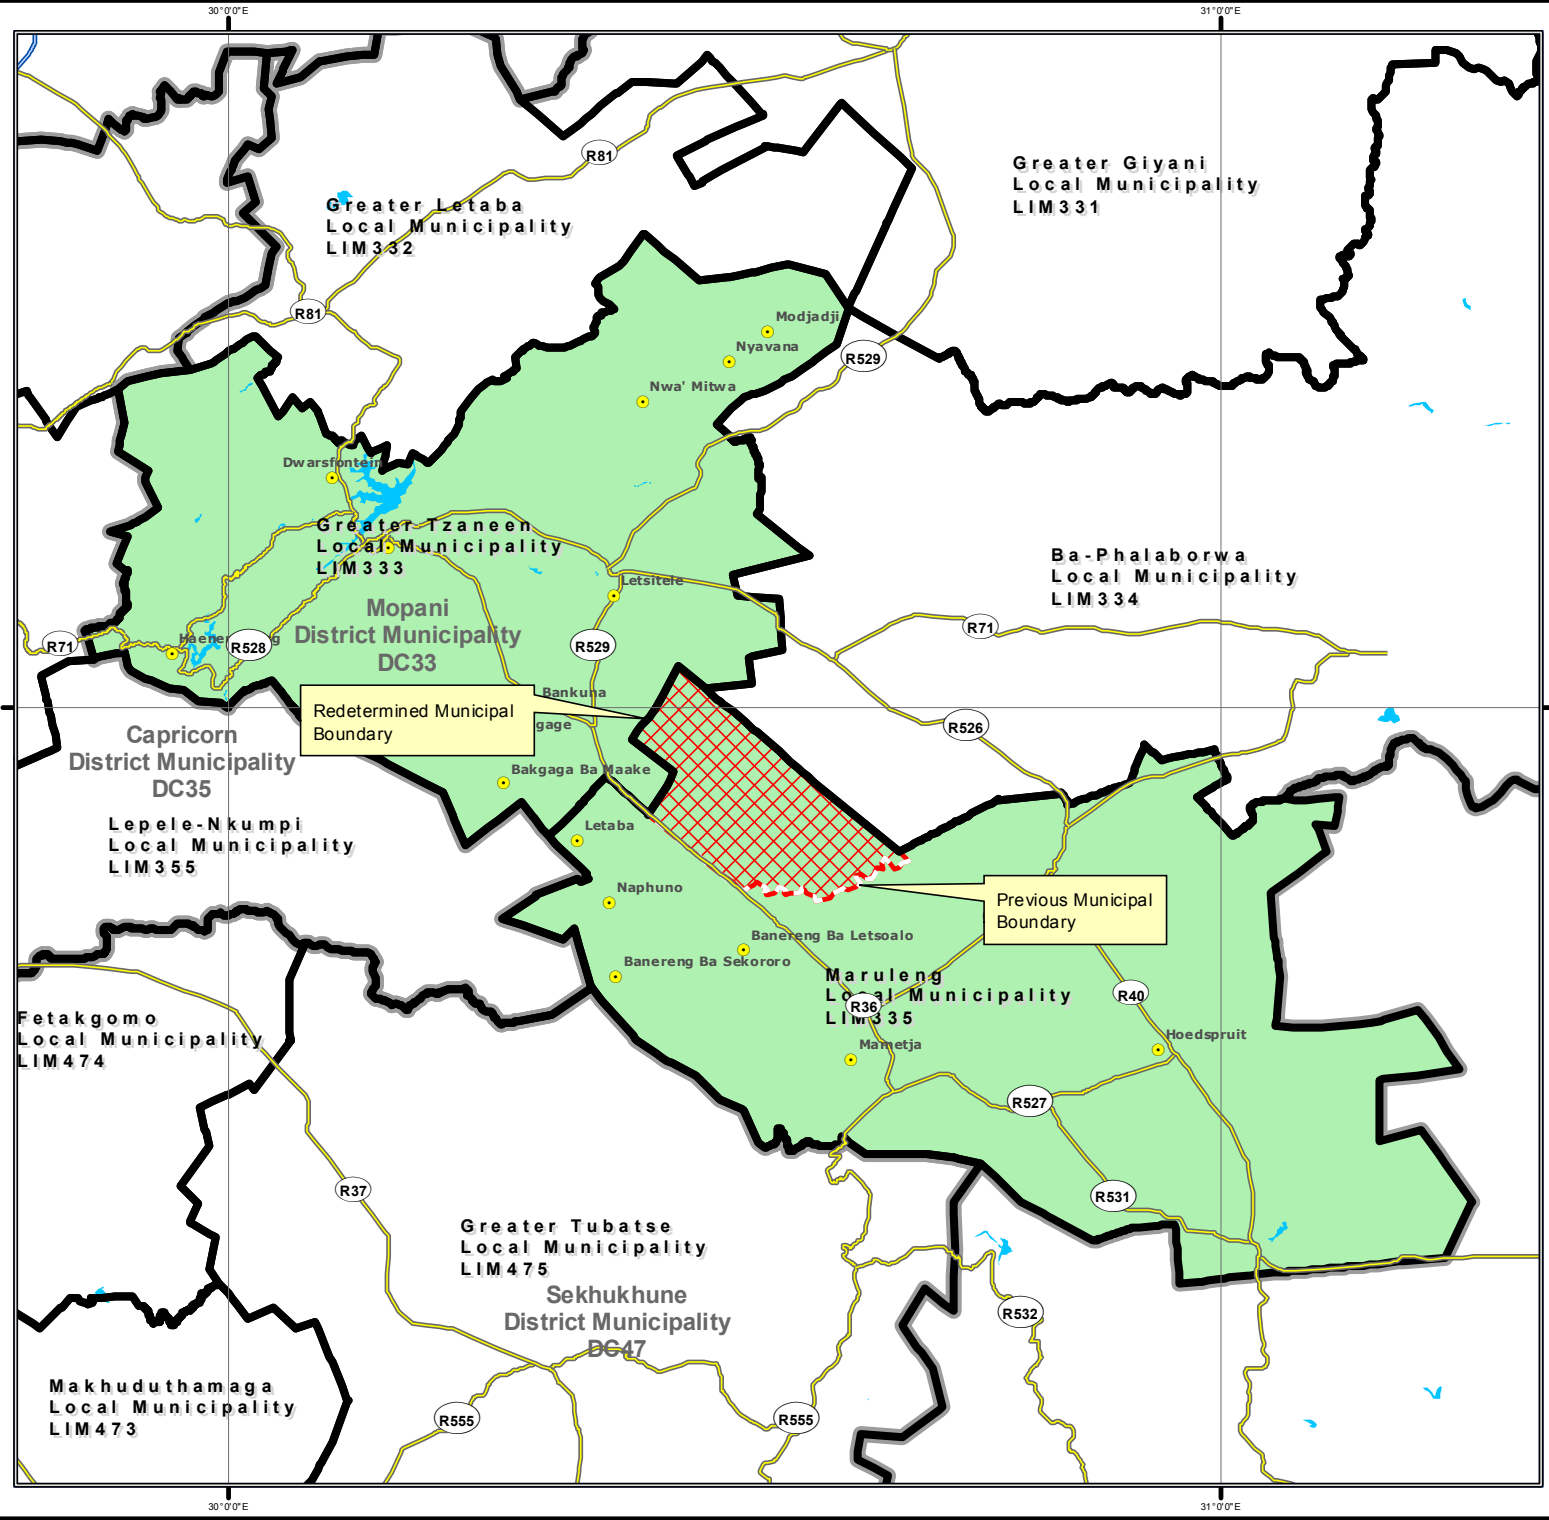 30°0'0"E
31°0'0"E
R81
Greater Giyani
Local Municipality
LIM331
Greater Letaba
Local Municipality
LIM332
R81
Modjadji
Nyavana
R529
Nwa' Mitwa
Dwarsfontein
Greater Tzaneen
Local Municipality
LIM333
Letsitele
Ba-Phalaborwa
Local Municipality
LIM334
Mopani
District Municipality
DC33
R71
R528
R529
R71
Bankuna
Redetermined Municipal
Boundary
gage
R526
Capricorn
District Municipality
DC35
Bakgaga Ba Maake
Lepele-Nkumpi
Local Municipality
LIM355
Letaba
Naphuno
Previous Municipal
Boundary
Banereng Ba Letsoalo
Banereng Ba Sekororo
Maruleng
Local Municipality
LIM335
R36
R40
Fetakgomo
Local Municipality
LIM474
Mametja
Hoedspruit
R527
R37
R531
Greater Tubatse
Local Municipality
LIM475
Sekhukhune
District Municipality
DC47
R532
Makhuduthamaga
Local Municipality
LIM473
R555
R555
30°0'0"E
31°0'0"E